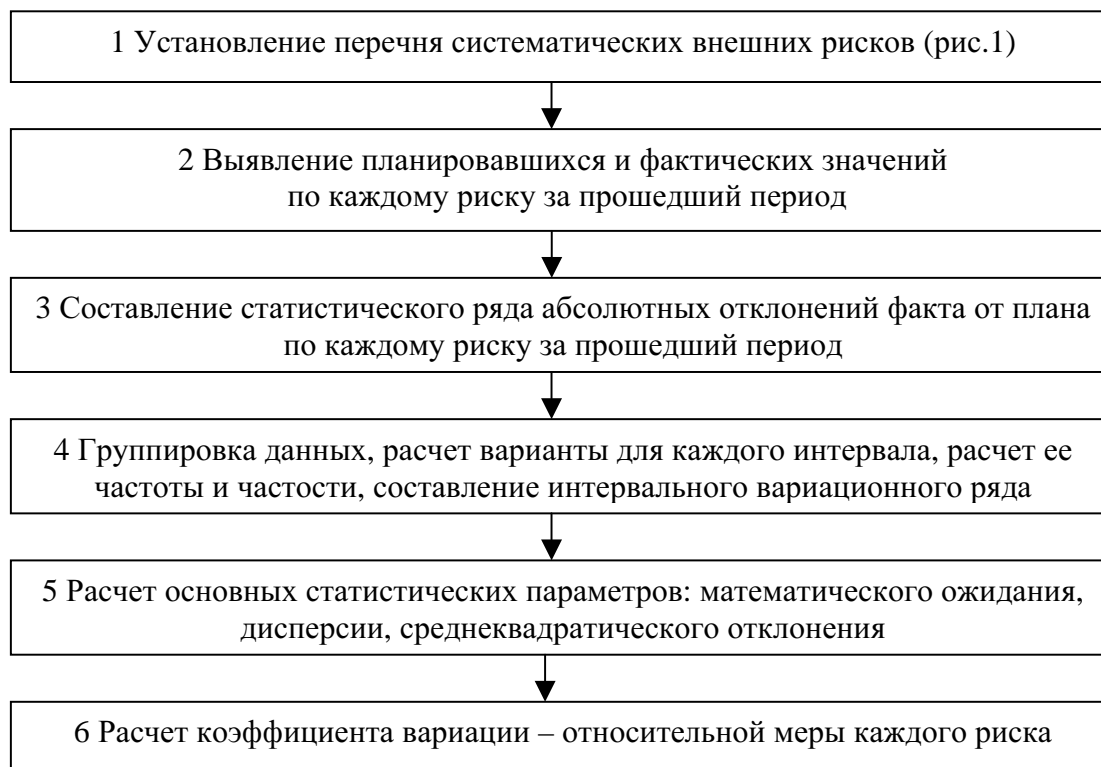 1 Установление перечня систематических внешних рисков (рис.1)
2 Выявление планировавшихся и фактических значений
по каждому риску за прошедший период
3 Составление статистического ряда абсолютных отклонений факта от плана
по каждому риску за прошедший период
4 Группировка данных, расчет варианты для каждого интервала, расчет ее
частоты и частости, составление интервального вариационного ряда
5 Расчет основных статистических параметров: математического ожидания,
дисперсии, среднеквадратического отклонения
6 Расчет коэффициента вариации – относительной меры каждого риска